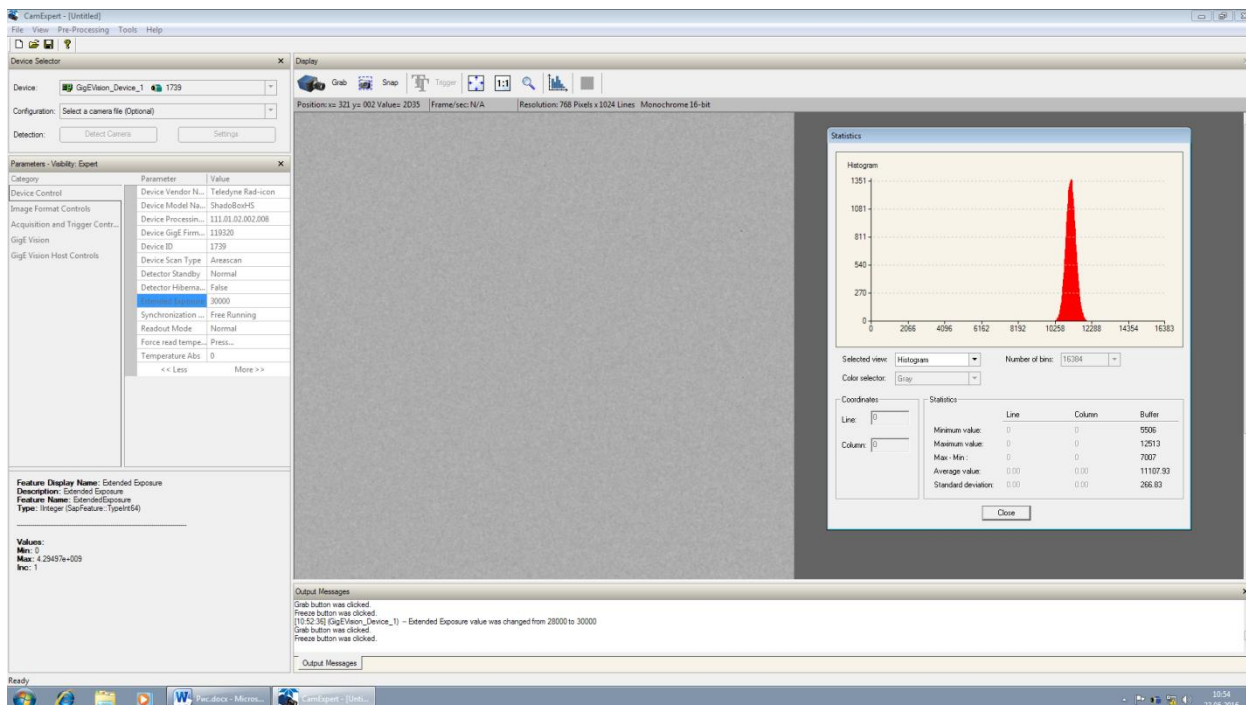 CamExpert - [Untitled]
File View Pre-Processing Tools Help
Device Selector
Device: GigEVision_Device_1 1739
Configuration: Select a camera file (Optional)
Detection: Detect Camera Settings
Parameters - Visibility: Expert
Category Parameter Value
Device Control
Image Format Controls
Acquisition and Trigger Contr...
GigE Vision
GigE Vision Host Controls
Device Vendor N... Teledyne Rad-icon
Device Model Na... ShadoBoxHS
Device Processin... 111.01.02.002.006
Device GigE Firm... 119320
Device ID 1739
Device Scan Type Areascan
Detector Standby Normal
Detector Hiberna... False
Extended Exposure 30000
Synchronization ... Free Running
Readout Mode Normal
Force read tempe... Press...
Temperature Abs 0
<< Less More >>
Feature Display Name: Extended Exposure
Description: Extended Exposure
Feature Name: ExtendedExposure
Type: IInteger (SapFeature::TypeInt64)
Values:
Min: 0
Max: 4.29497e+009
Inc: 1
Display
Grab Snap Trigger 1:1
Position: x= 321 y= 002 Value= 2D35 Frame/sec: N/A Resolution: 768 Pixels x 1024 Lines Monochrome 16-bit
Statistics
Histogram
1351
1081
811
540
270
0
0 2066 4096 6162 8192 10258 12288 14354 16383
Selected view: Histogram Number of bins: 16384
Color selector: Gray
Coordinates
Line: 0
Column: 0
Statistics
Line Column Buffer
Minimum value: 0 0 5506
Maximum value: 0 0 12513
Max - Min : 0 0 7007
Average value: 0.00 0.00 11107.93
Standard deviation: 0.00 0.00 266.83
Close
Output Messages
Grab button was clicked.
Freeze button was clicked.
[10:52:36] (GigEVision_Device_1) -- Extended Exposure value was changed from 28000 to 30000
Grab button was clicked.
Freeze button was clicked.
Output Messages
Ready
Рис.docx - Micros...
CamExpert - [Unti...
10:54